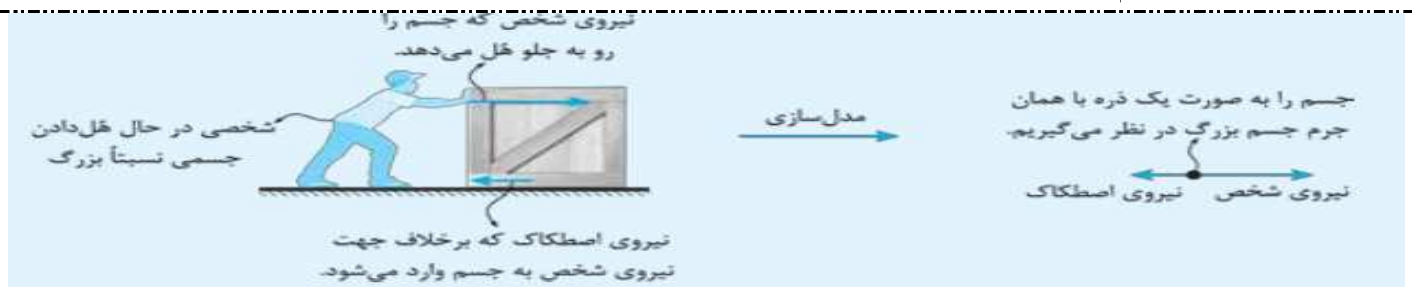 نیروی شخص که جسم را
رو به جلو هُل می‌دهد.
شخصی در حال هُل‌دادن
جسمی نسبتاً بزرگ
نیروی اصطکاک که برخلاف جهت
نیروی شخص به جسم وارد می‌شود.
مدل‌سازی
جسم را به صورت یک ذره با همان
جرم جسم بزرگ در نظر می‌گیریم.
نیروی شخص
نیروی اصطکاک